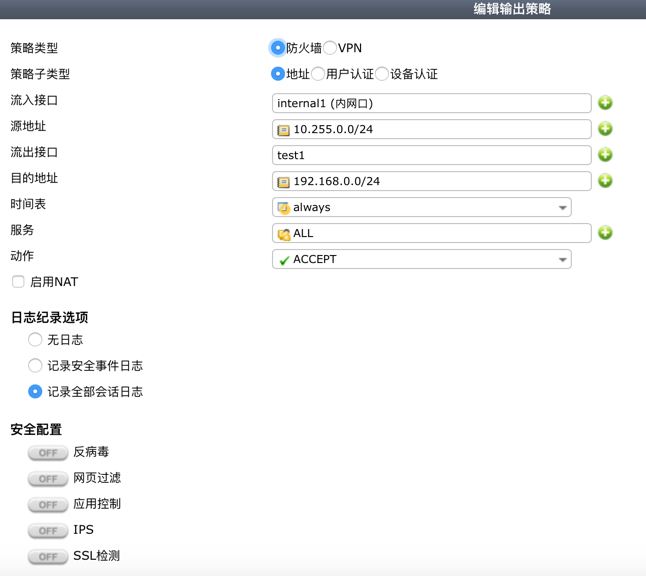 编辑输出策略
策略类型 防火墙 VPN
策略子类型 地址 用户认证 设备认证
流入接口 internal1 (内网口)
源地址 10.255.0.0/24
流出接口 test1
目的地址 192.168.0.0/24
时间表 always
服务 ALL
动作 ACCEPT
启用NAT
日志纪录选项
无日志
记录安全事件日志
记录全部会话日志
安全配置
OFF 反病毒
OFF 网页过滤
OFF 应用控制
OFF IPS
OFF SSL检测